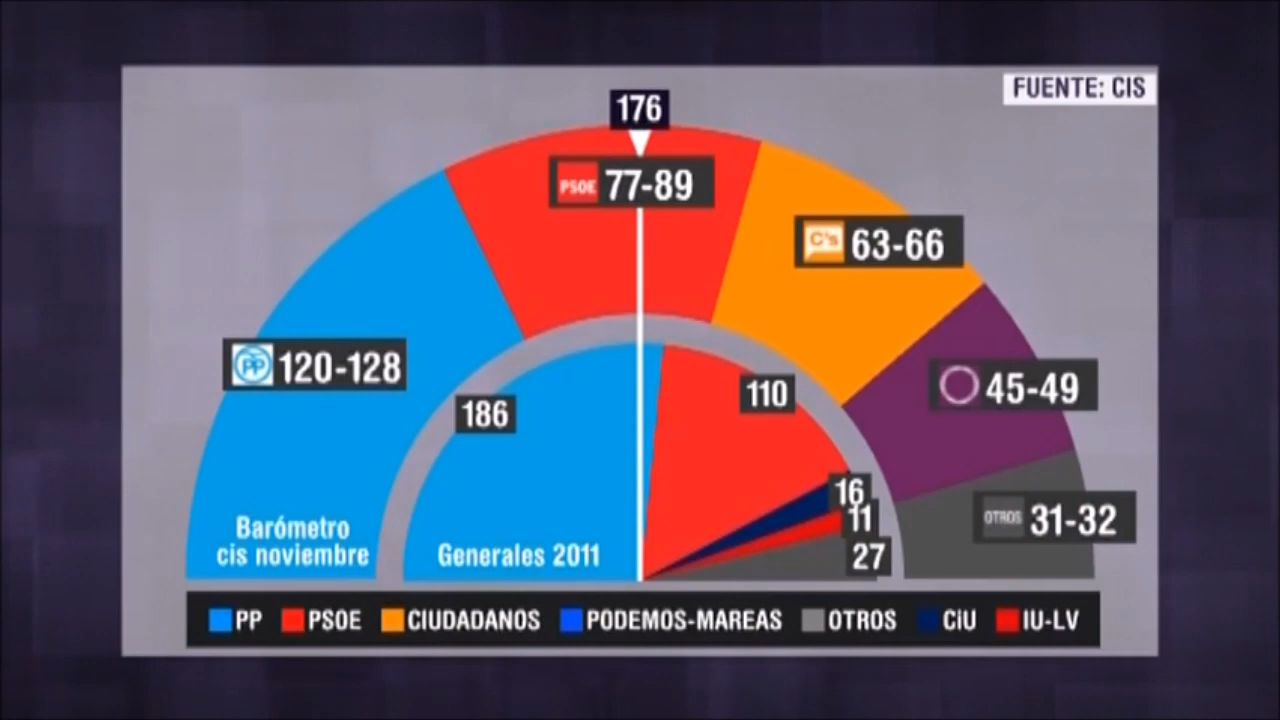 FUENTE: CIS
176
PSOE 77-89
C's 63-66
PP 120-128
45-49
186
110
16
11
27
OTROS 31-32
Barómetro
cis noviembre
Generales 2011
PP PSOE CIUDADANOS PODEMOS-MAREAS OTROS CiU IU-LV